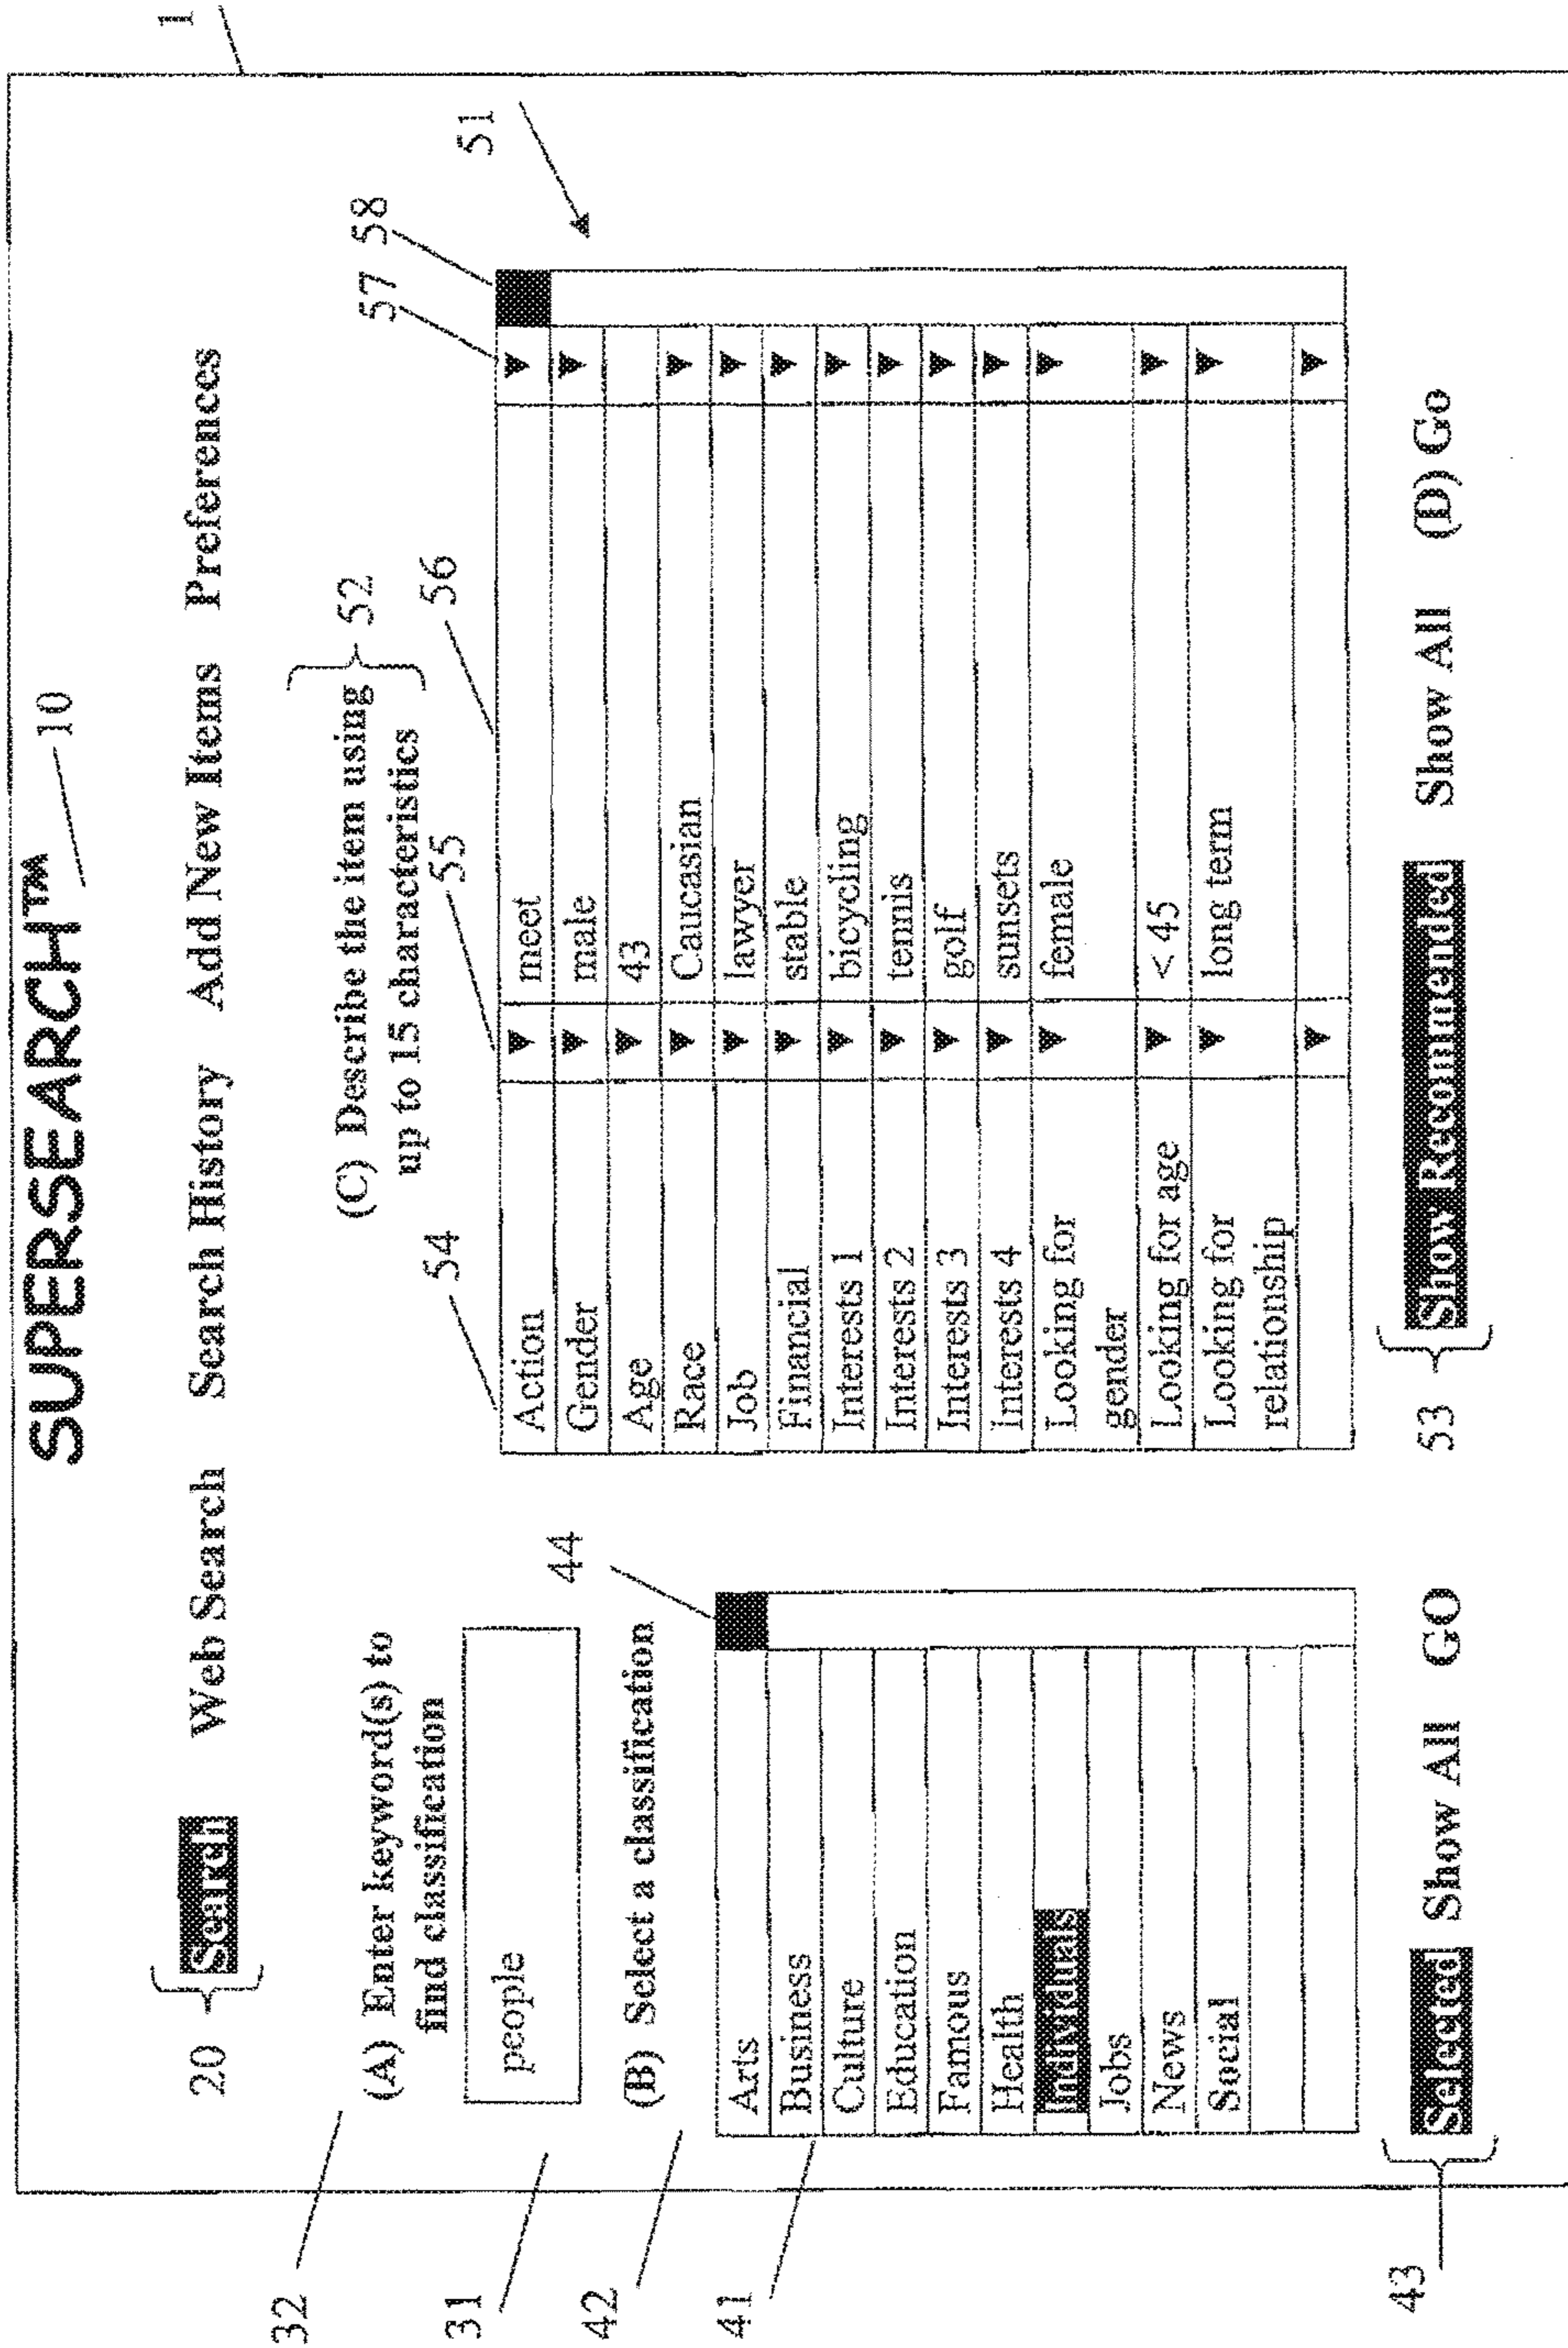 1
SUPERSEARCH™
10
20 Search Web Search Search History Add New Items Preferences
32
(A) Enter keyword(s) to
find classification
31
people
42
(B) Select a classification
41
44
Arts
Business
Culture
Education
Famous
Health
Individuals
Jobs
News
Social
43
Selected Show All GO
(C) Describe the item using
up to 15 characteristics
52
51
54 55 56 57 58
Action ▼ meet ▼
Gender ▼ male ▼
Age ▼ 43
Race ▼ Caucasian ▼
Job ▼ lawyer ▼
Financial ▼ stable ▼
Interests 1 ▼ bicycling ▼
Interests 2 ▼ tennis ▼
Interests 3 ▼ golf ▼
Interests 4 ▼ sunsets ▼
Looking for ▼ female ▼
gender
Looking for age ▼ < 45 ▼
Looking for ▼ long term ▼
relationship
▼ ▼
53 Show Recommended Show All (D) Go